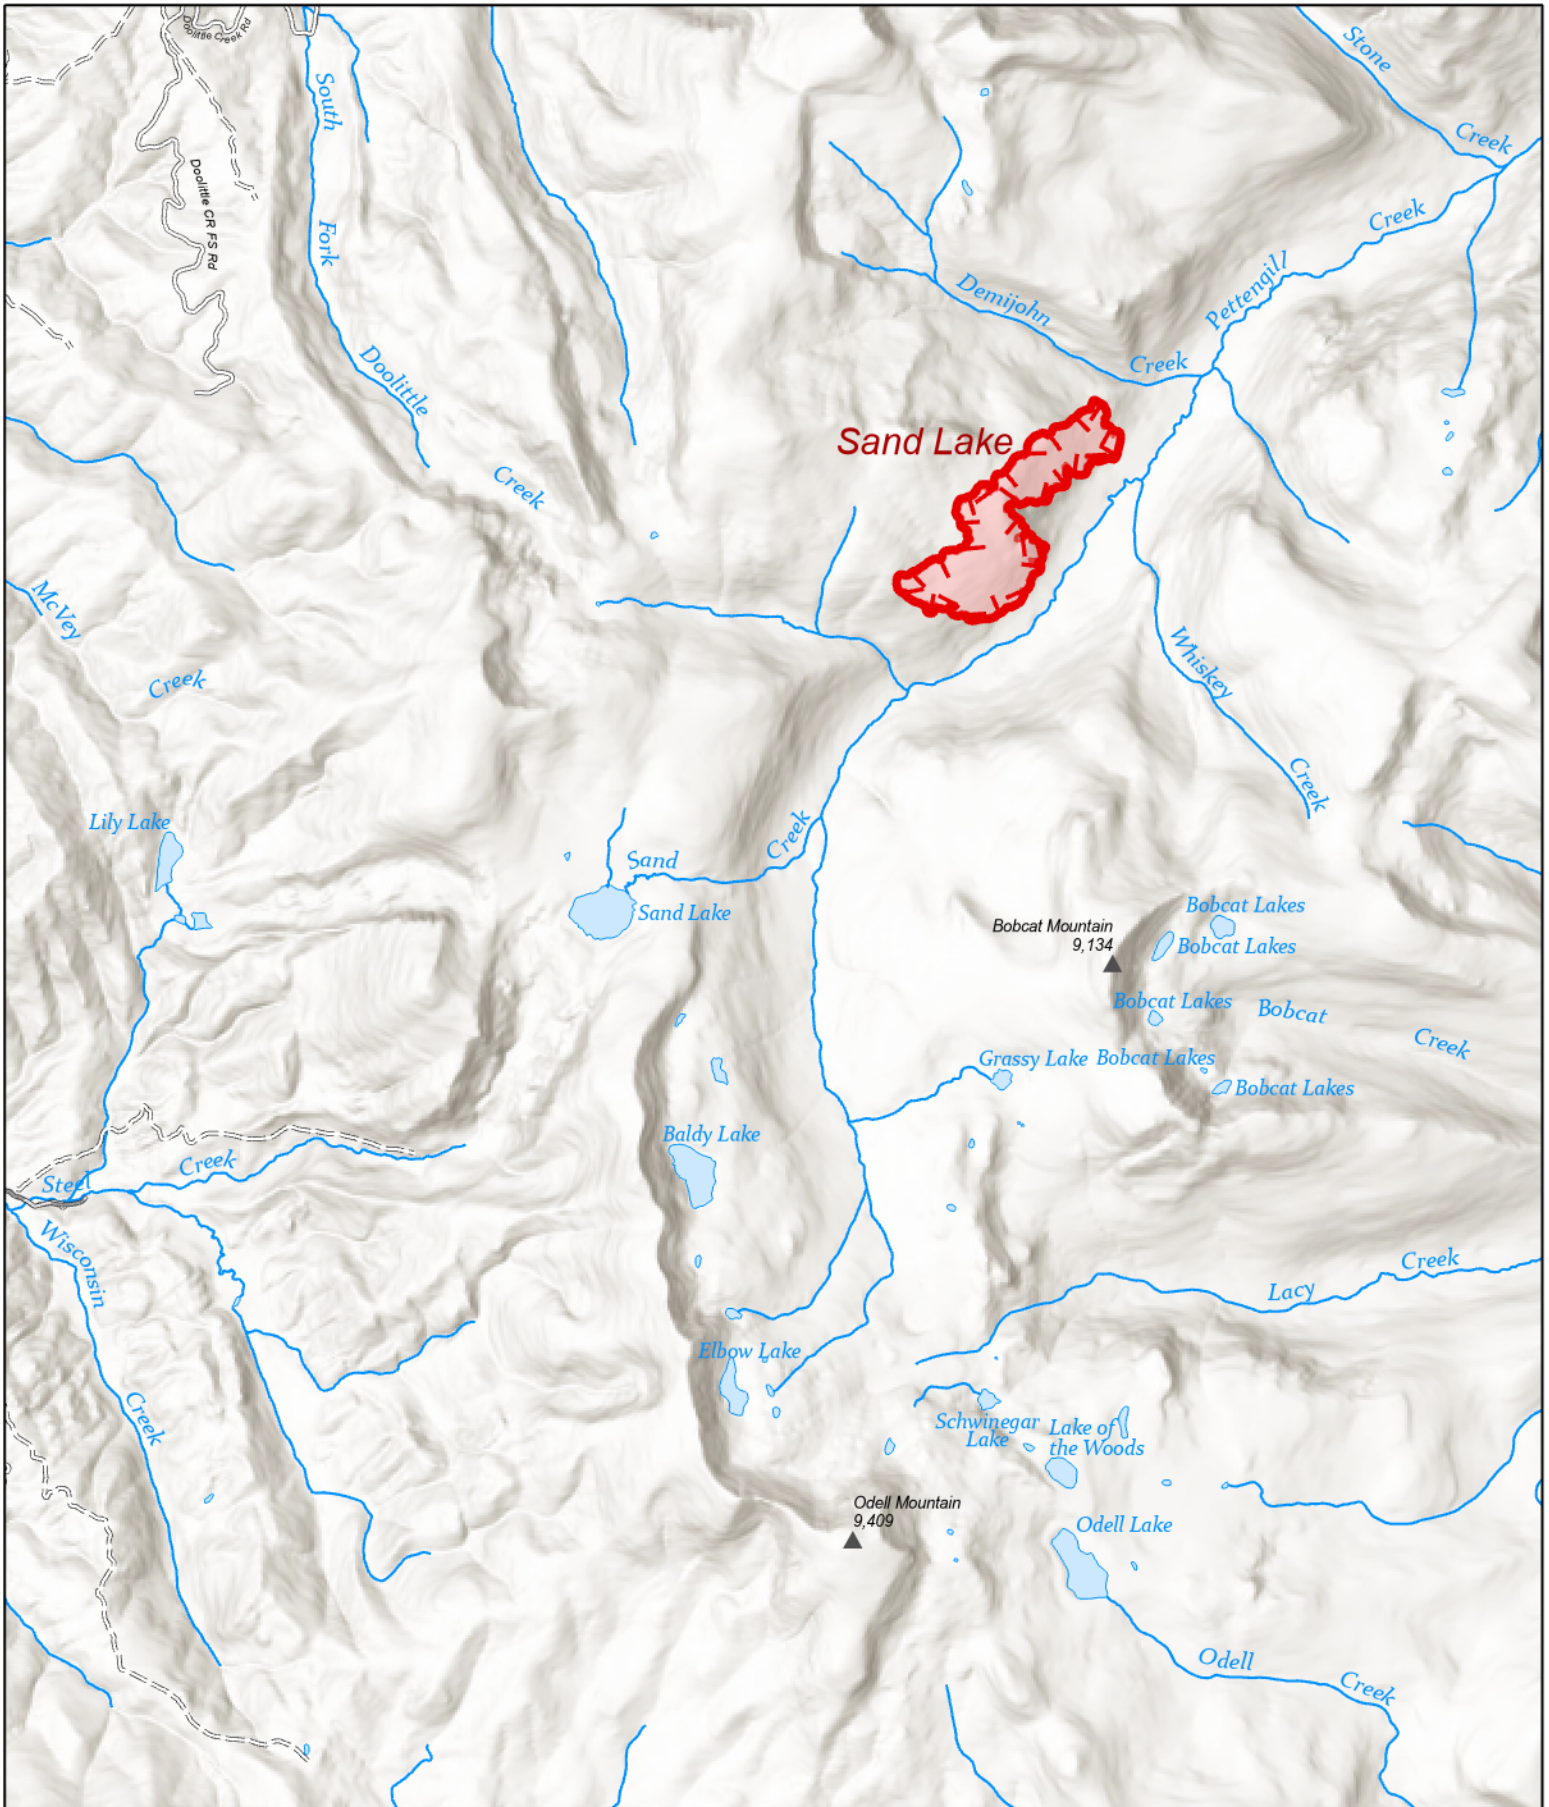 Doolittle Creek Rd
Stone
Creek
South
Fork
Doolittle
Creek
Doolittle CR FS Rd
Creek
Pettengill
Demijohn
Creek
Sand Lake
McVey
Creek
Whiskey
Creek
Lily Lake
Sand
Creek
Sand Lake
Bobcat Mountain
9,134
Bobcat Lakes
Bobcat Lakes
Bobcat Lakes
Bobcat
Creek
Grassy Lake
Bobcat Lakes
Bobcat Lakes
Baldy Lake
Steel
Creek
Wisconsin
Creek
Lacy
Creek
Elbow Lake
Schwinegar
Lake
Lake of
the Woods
Odell Mountain
9,409
Odell Lake
Odell
Creek